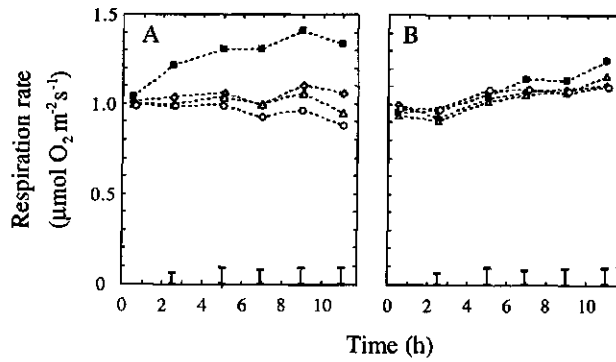 1.5
A
B
Respiration rate
(μmol O₂ m⁻² s⁻¹)
1.0
0.5
0
0 2 4 6 8 10
0 2 4 6 8 10
Time (h)